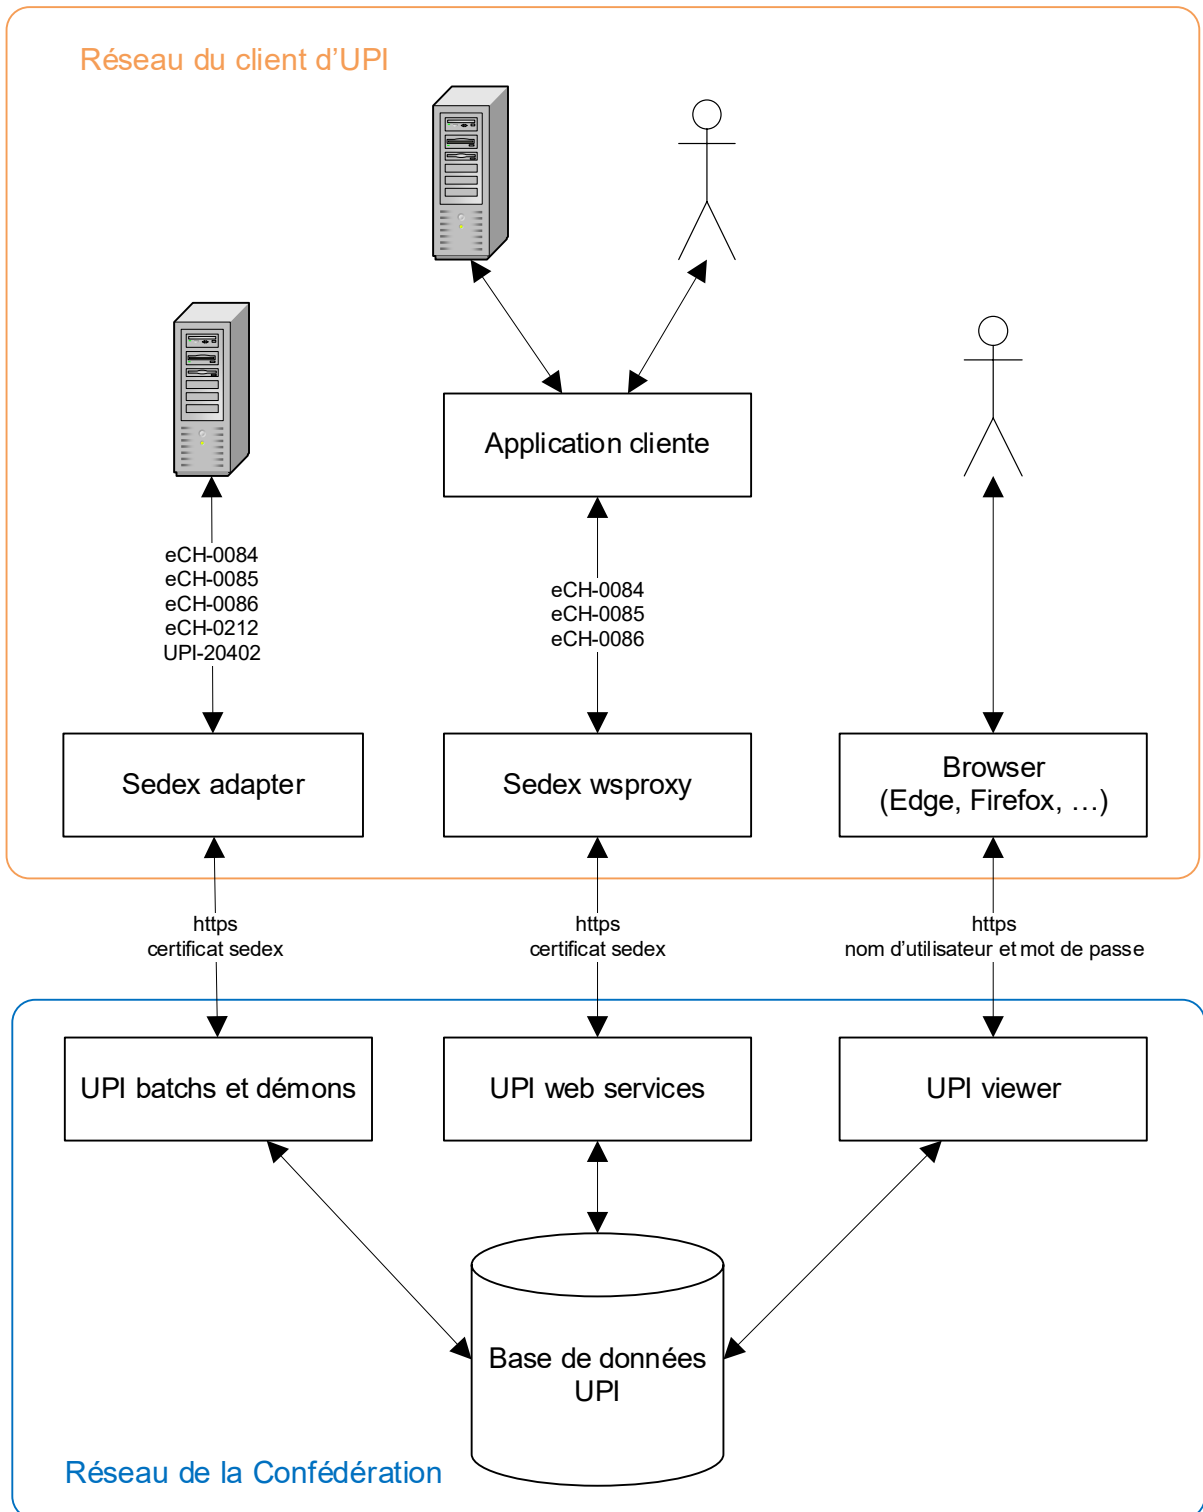 Réseau du client d'UPI
Application cliente
eCH-0084
eCH-0085
eCH-0086
eCH-0212
UPI-20402
eCH-0084
eCH-0085
eCH-0086
Sedex adapter
Sedex wsproxy
Browser
(Edge, Firefox, …)
https
certificat sedex
https
certificat sedex
https
nom d'utilisateur et mot de passe
UPI batchs et démons
UPI web services
UPI viewer
Base de données
UPI
Réseau de la Confédération